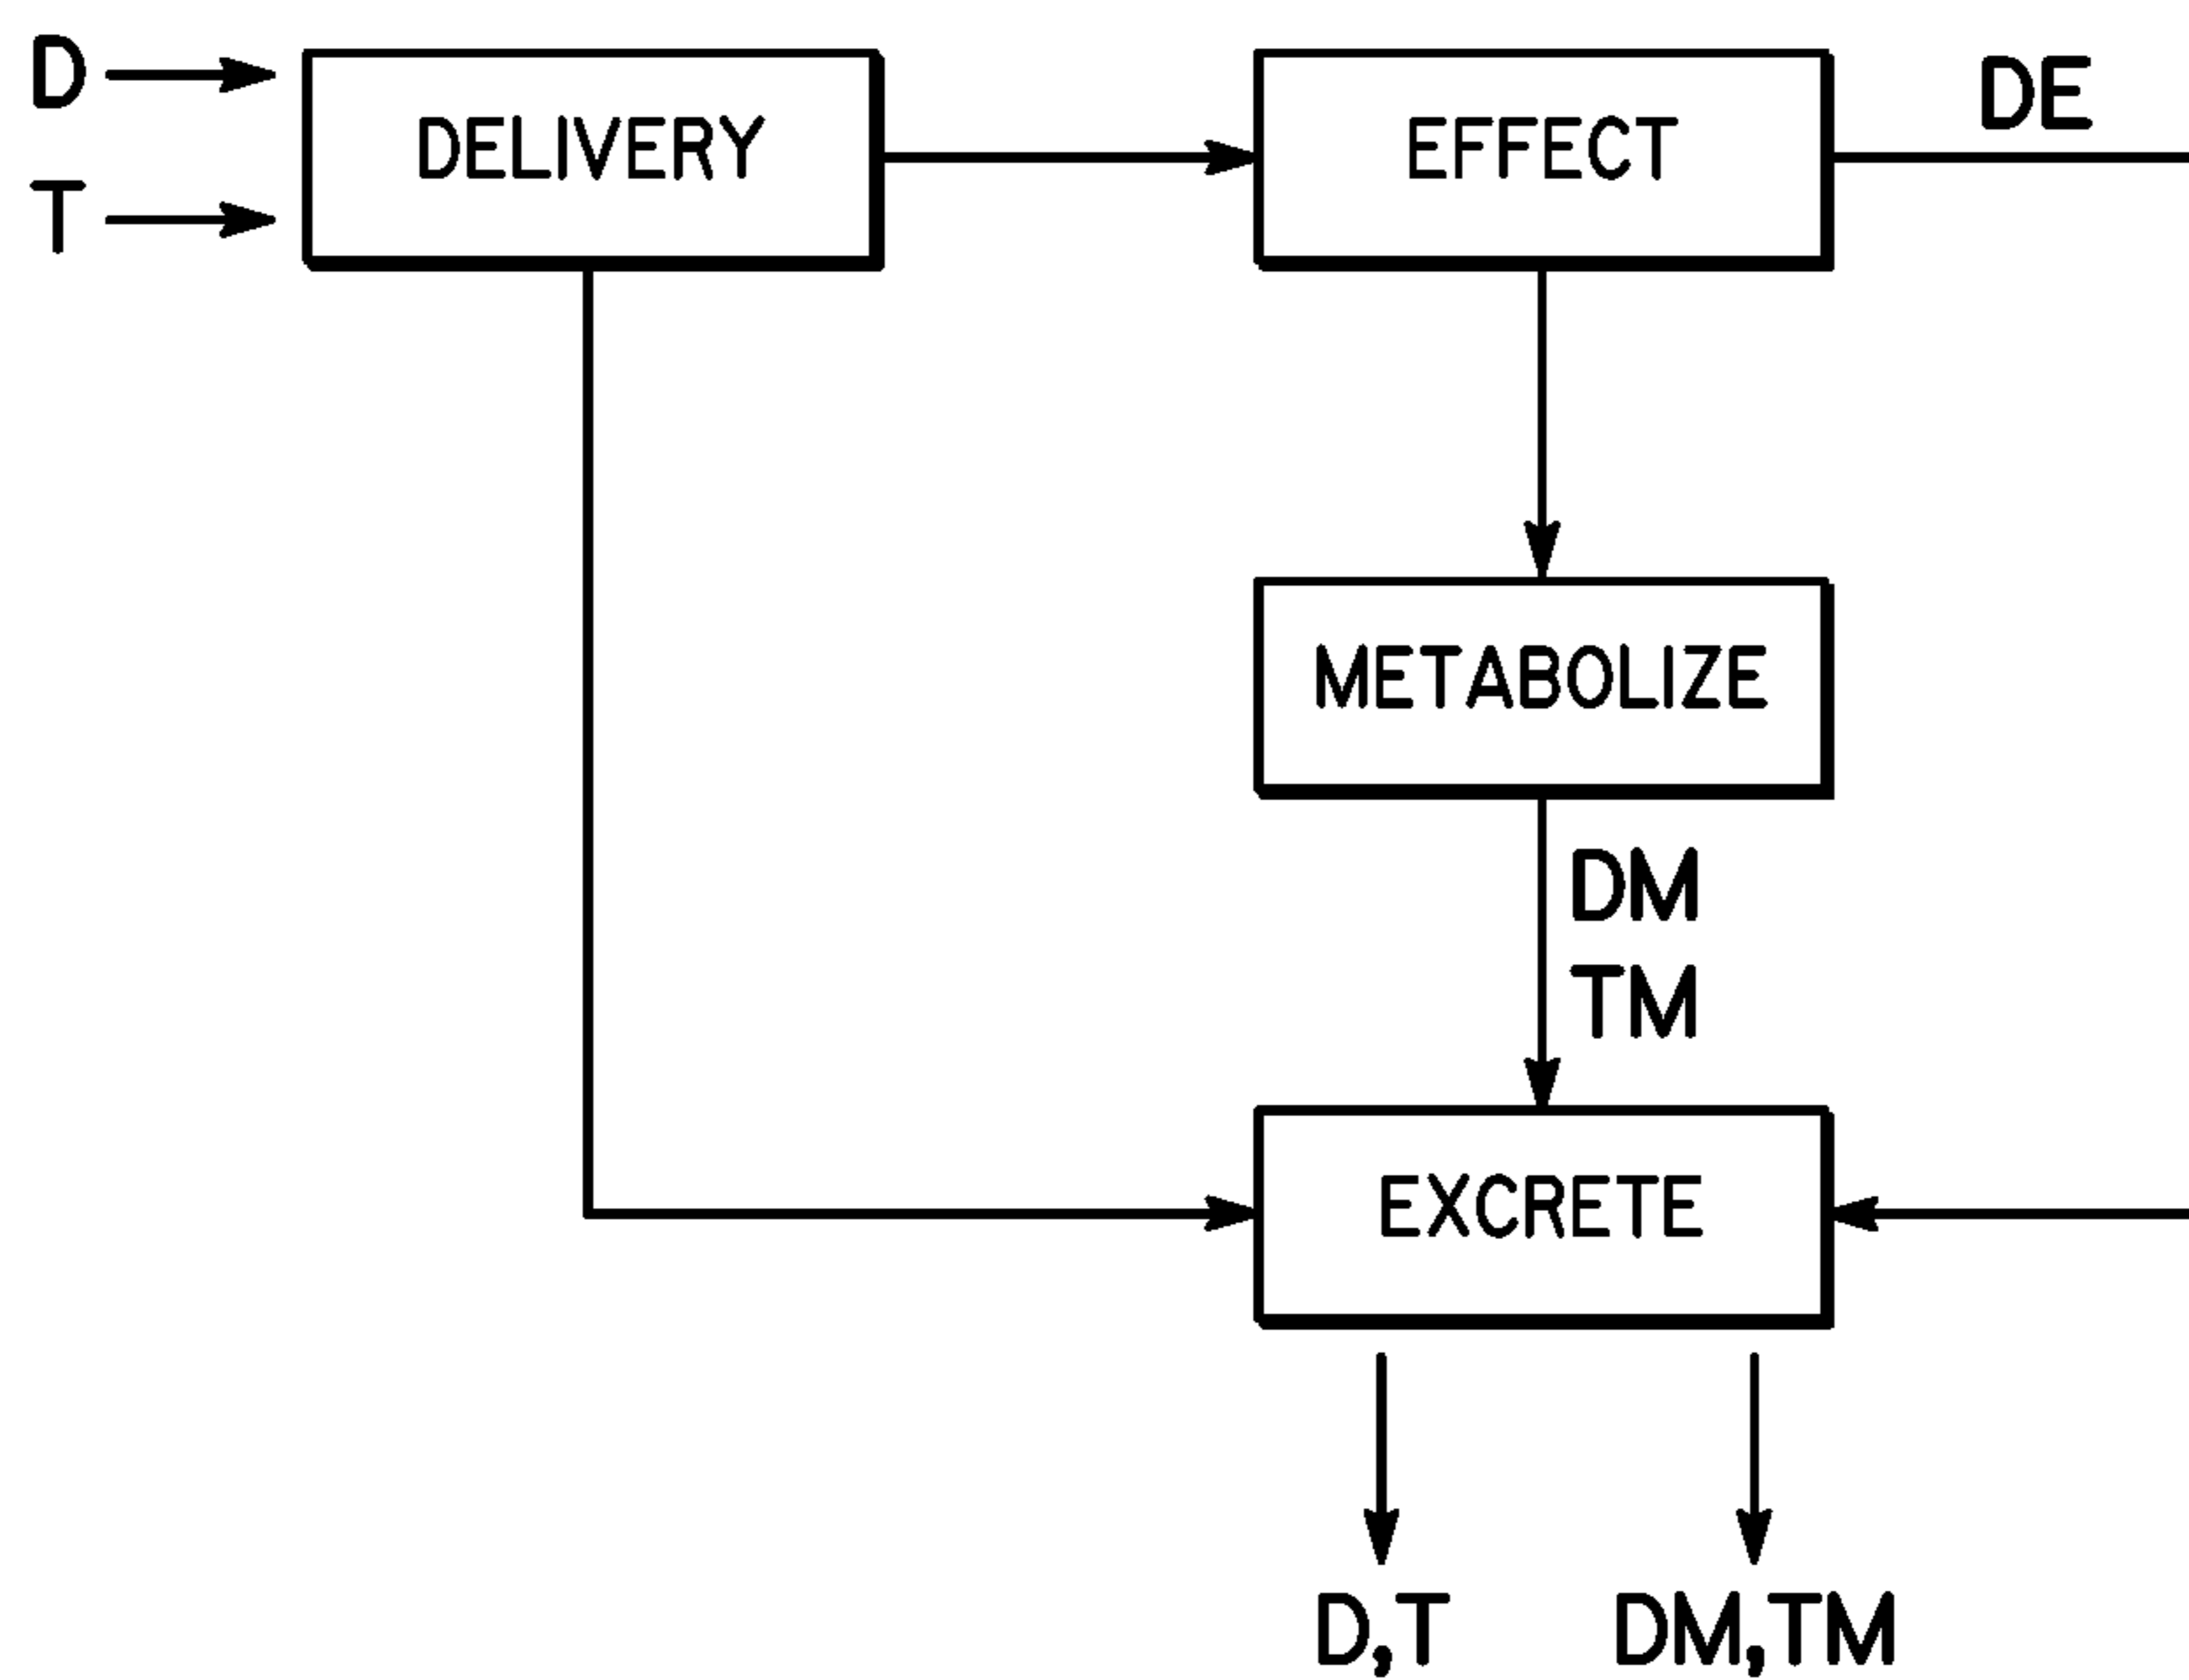 D
T
DELIVERY
EFFECT
DE
METABOLIZE
DM
TM
EXCRETE
D,T
DM,TM